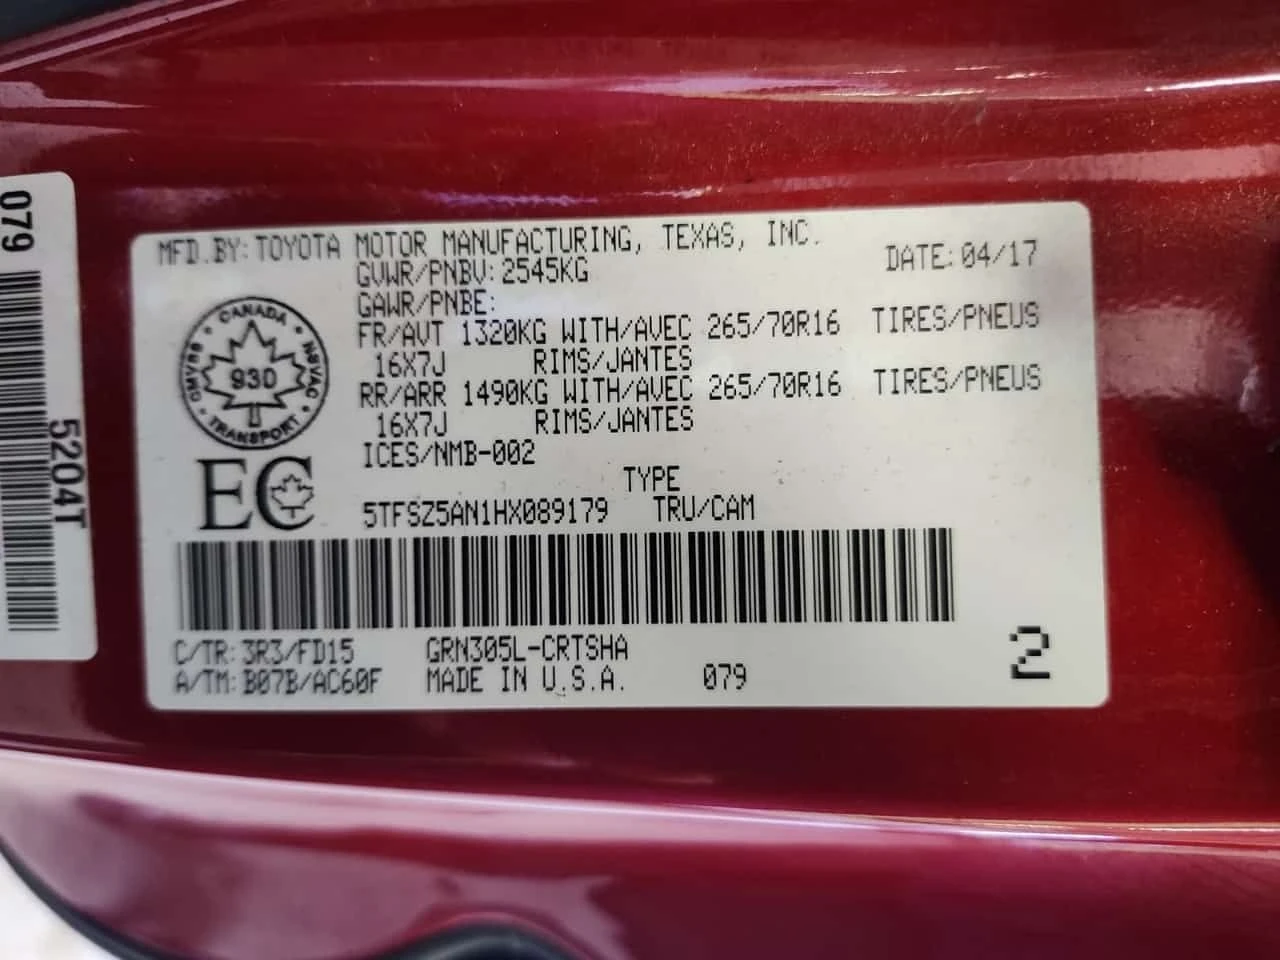 MFD.BY: TOYOTA MOTOR MANUFACTURING, TEXAS, INC.
DATE: 04/17
GVWR/PNBV: 2545KG
GAWR/PNBE:
FR/AVT 1320KG WITH/AVEC 265/70R16 TIRES/PNEUS
16X7J RIMS/JANTES
RR/ARR 1490KG WITH/AVEC 265/70R16 TIRES/PNEUS
16X7J RIMS/JANTES
ICES/NMB-002
CANADA
CMVSS
NSVAC
930
TRANSPORT
EC
TYPE
5TFSZ5AN1HX089179 TRU/CAM
C/TR: 3R3/FD15 GRN305L-CRTSHA
A/TM: B07B/AC60F MADE IN U.S.A. 079
2
079
5204T